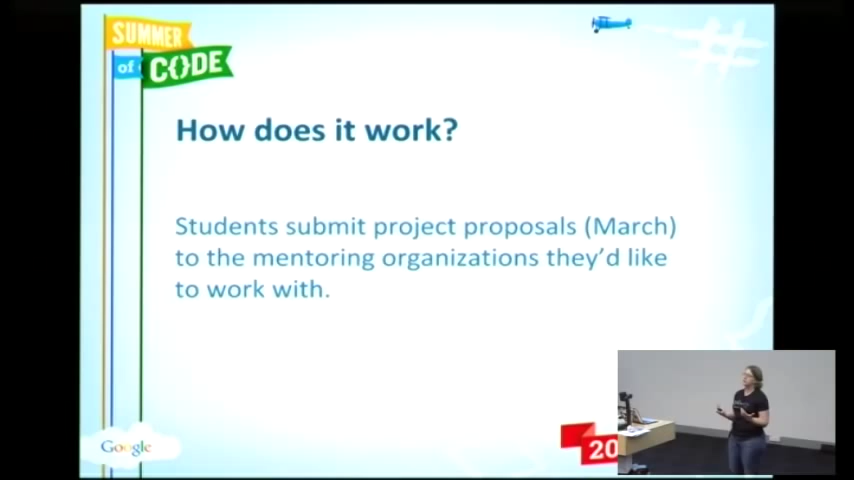 SUMMER
of CODE
How does it work?
Students submit project proposals (March)
to the mentoring organizations they'd like
to work with.
Google
20